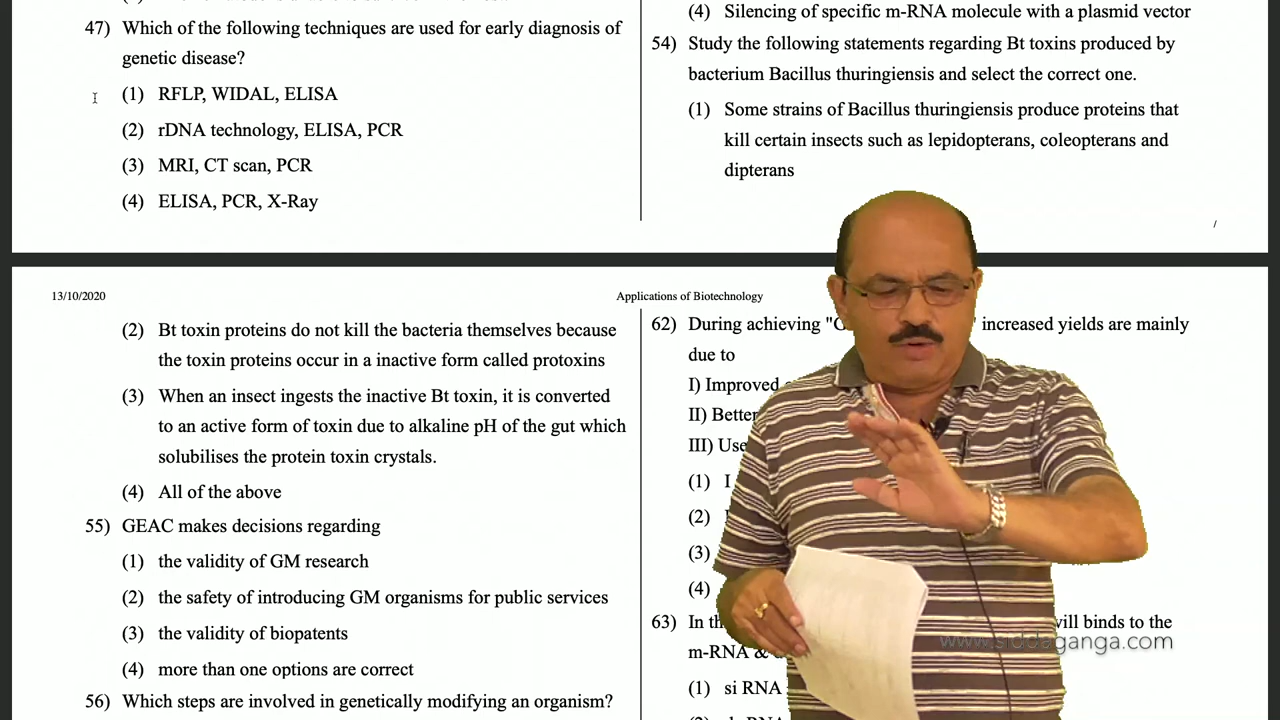 47) Which of the following techniques are used for early diagnosis of
genetic disease?
(1) RFLP, WIDAL, ELISA
(2) rDNA technology, ELISA, PCR
(3) MRI, CT scan, PCR
(4) ELISA, PCR, X-Ray
(4) Silencing of specific m-RNA molecule with a plasmid vector
54) Study the following statements regarding Bt toxins produced by
bacterium Bacillus thuringiensis and select the correct one.
(1) Some strains of Bacillus thuringiensis produce proteins that
kill certain insects such as lepidopterans, coleopterans and
dipterans
/
13/10/2020
Applications of Biotechnology
(2) Bt toxin proteins do not kill the bacteria themselves because
the toxin proteins occur in a inactive form called protoxins
(3) When an insect ingests the inactive Bt toxin, it is converted
to an active form of toxin due to alkaline pH of the gut which
solubilises the protein toxin crystals.
(4) All of the above
55) GEAC makes decisions regarding
(1) the validity of GM research
(2) the safety of introducing GM organisms for public services
(3) the validity of biopatents
(4) more than one options are correct
56) Which steps are involved in genetically modifying an organism?
62) During achieving " ' increased yields are mainly
due to
I) Improved
II) Better
III) Use
(1) I
(2)
(3)
(4)
63) In will binds to the
m-RNA &
(1) si RNA
www.siddaganga.com